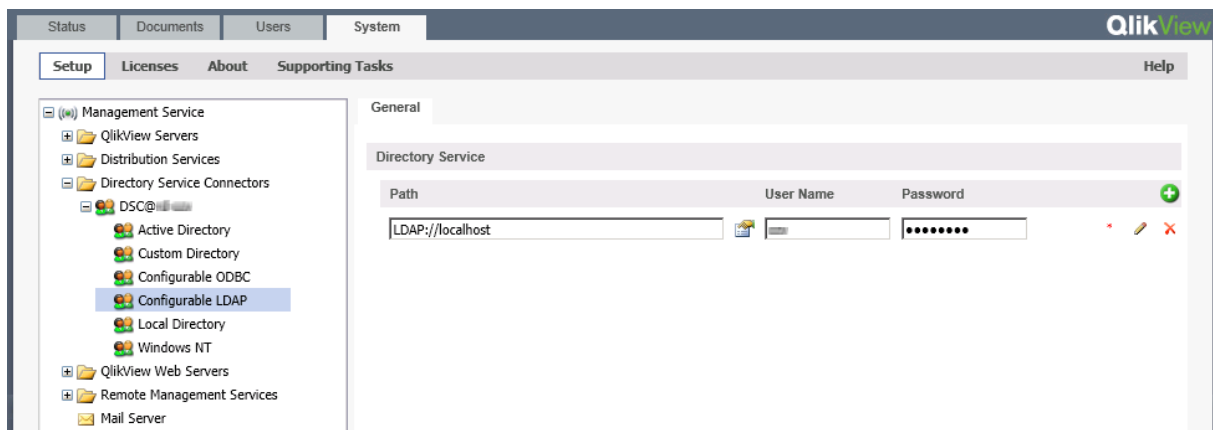 Status Documents Users System QlikView
Setup Licenses About Supporting Tasks Help
Management Service
QlikView Servers
Distribution Services
Directory Service Connectors
DSC@
Active Directory
Custom Directory
Configurable ODBC
Configurable LDAP
Local Directory
Windows NT
QlikView Web Servers
Remote Management Services
Mail Server
General
Directory Service
Path User Name Password
LDAP://localhost ●●●●●●●● *